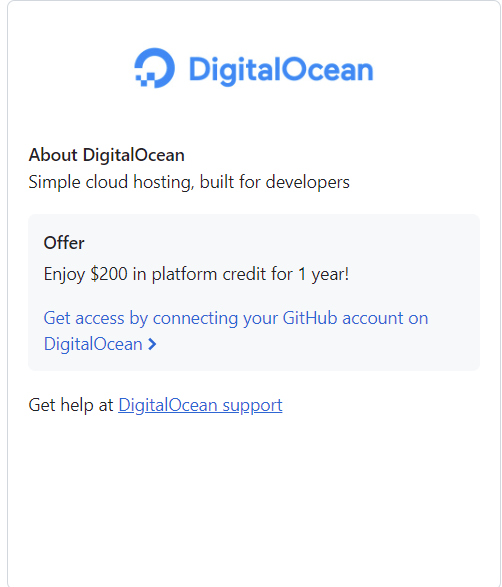 DigitalOcean
About DigitalOcean
Simple cloud hosting, built for developers
Offer
Enjoy $200 in platform credit for 1 year!
Get access by connecting your GitHub account on
DigitalOcean
Get help at DigitalOcean support